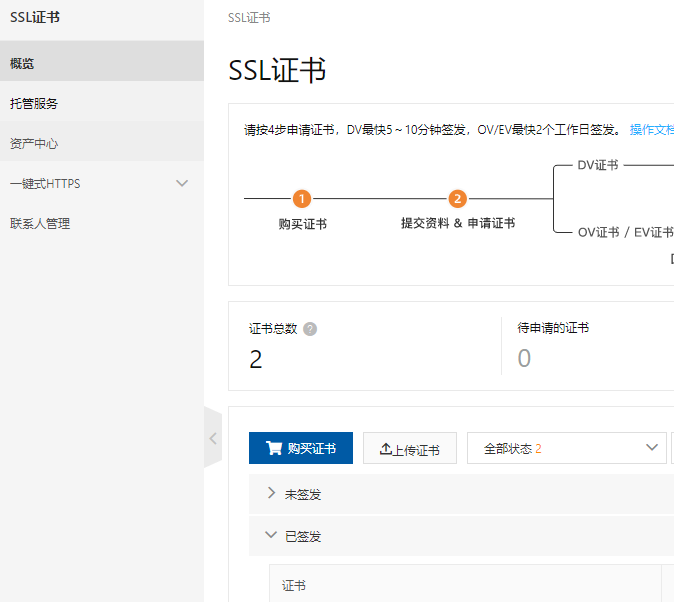 SSL证书
概览
托管服务
资产中心
一键式HTTPS
联系人管理
SSL证书
SSL证书
请按4步申请证书，DV最快5～10分钟签发，OV/EV最快2个工作日签发。 操作文档
1
购买证书
2
提交资料 & 申请证书
DV证书
OV证书 / EV证书
证书总数 ?
2
待申请的证书
0
购买证书
上传证书
全部状态 2
未签发
已签发
证书